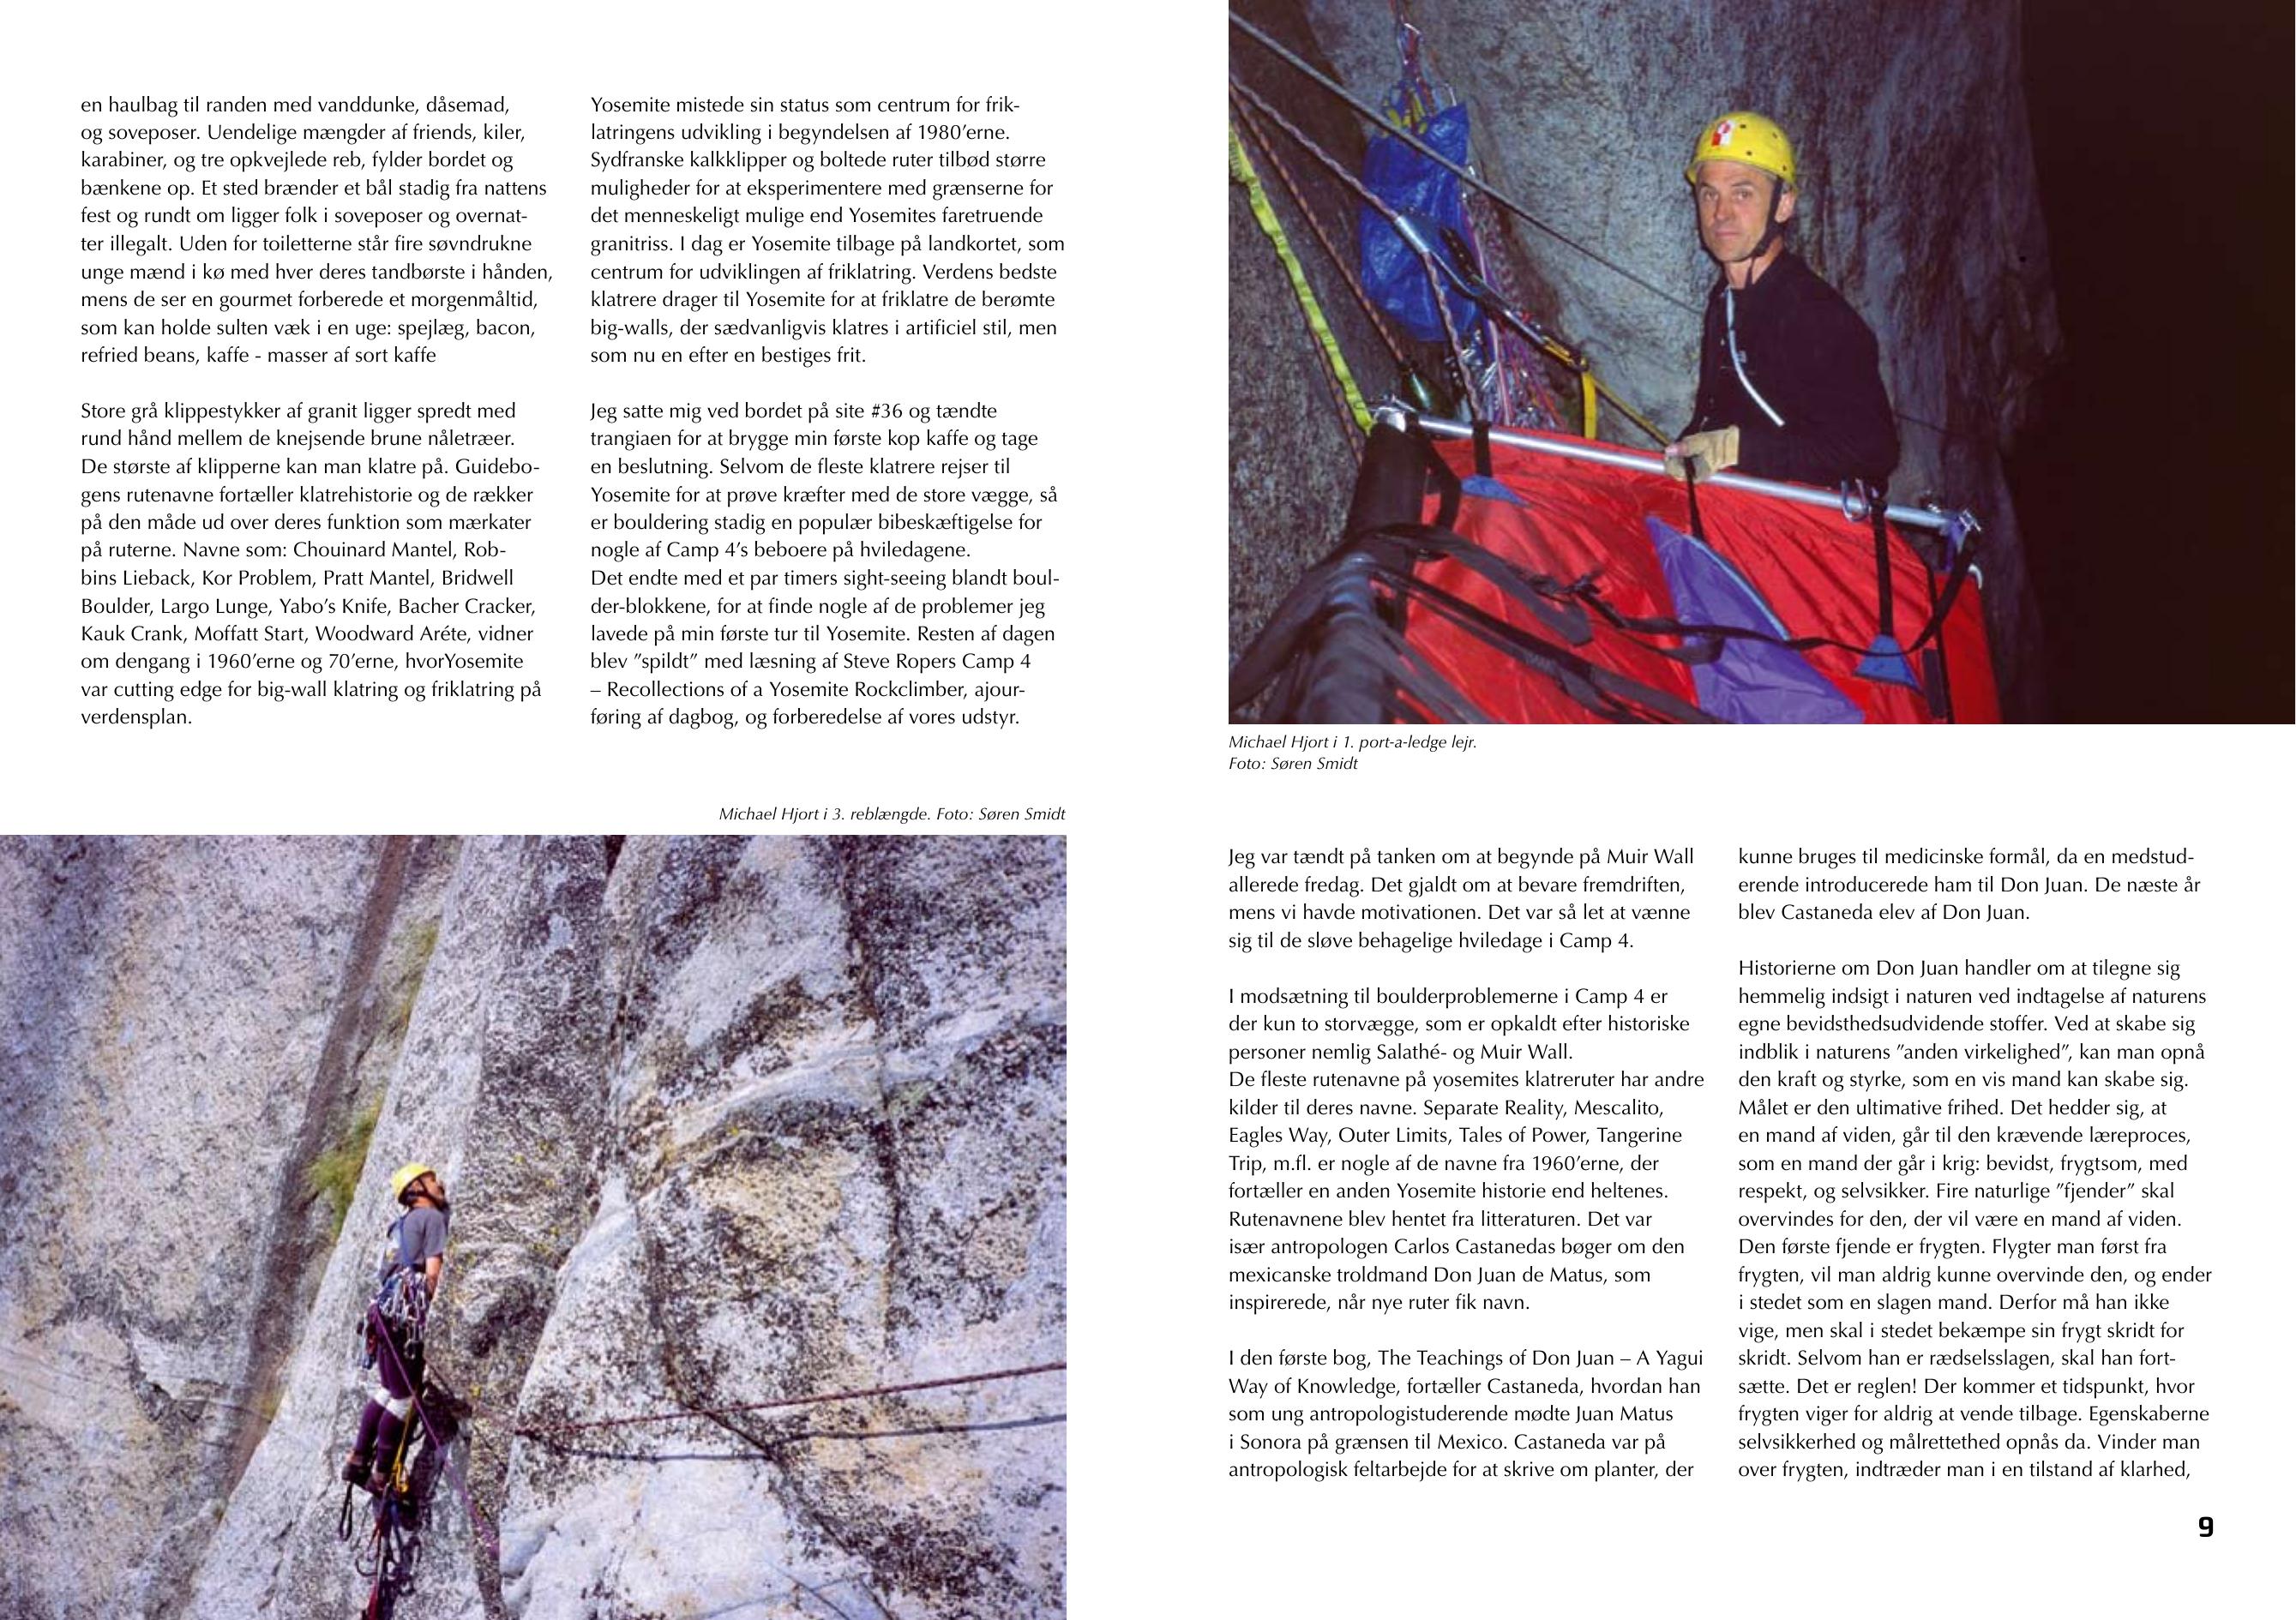 en haulbag til randen med vanddunke, dåsemad,
og soveposer. Uendelige mængder af friends, kiler,
karabiner, og tre opkvejlede reb, fylder bordet og
bænkene op. Et sted brænder et bål stadig fra nattens
fest og rundt om ligger folk i soveposer og overnat-
ter illegalt. Uden for toiletterne står fire søvndrukne
unge mænd i kø med hver deres tandbørste i hånden,
mens de ser en gourmet forberede et morgenmåltid,
som kan holde sulten væk i en uge: spejlæg, bacon,
refried beans, kaffe - masser af sort kaffe
Store grå klippestykker af granit ligger spredt med
rund hånd mellem de knejsende brune nåletræer.
De største af klipperne kan man klatre på. Guidebo-
gens rutenavne fortæller klatrehistorie og de rækker
på den måde ud over deres funktion som mærkater
på ruterne. Navne som: Chouinard Mantel, Rob-
bins Lieback, Kor Problem, Pratt Mantel, Bridwell
Boulder, Largo Lunge, Yabo's Knife, Bacher Cracker,
Kauk Crank, Moffatt Start, Woodward Aréte, vidner
om dengang i 1960'erne og 70'erne, hvorYosemite
var cutting edge for big-wall klatring og friklatring på
verdensplan.
Yosemite mistede sin status som centrum for frik-
latringens udvikling i begyndelsen af 1980'erne.
Sydfranske kalkklipper og boltede ruter tilbød større
muligheder for at eksperimentere med grænserne for
det menneskeligt mulige end Yosemites faretruende
granitriss. I dag er Yosemite tilbage på landkortet, som
centrum for udviklingen af friklatring. Verdens bedste
klatrere drager til Yosemite for at friklatre de berømte
big-walls, der sædvanligvis klatres i artificiel stil, men
som nu en efter en bestiges frit.
Jeg satte mig ved bordet på site #36 og tændte
trangiaen for at brygge min første kop kaffe og tage
en beslutning. Selvom de fleste klatrere rejser til
Yosemite for at prøve kræfter med de store vægge, så
er bouldering stadig en populær bibeskæftigelse for
nogle af Camp 4's beboere på hviledagene.
Det endte med et par timers sight-seeing blandt boul-
der-blokkene, for at finde nogle af de problemer jeg
lavede på min første tur til Yosemite. Resten af dagen
blev ”spildt” med læsning af Steve Ropers Camp 4
– Recollections of a Yosemite Rockclimber, ajour-
føring af dagbog, og forberedelse af vores udstyr.
Michael Hjort i 3. reblængde. Foto: Søren Smidt
Michael Hjort i 1. port-a-ledge lejr.
Foto: Søren Smidt
Jeg var tændt på tanken om at begynde på Muir Wall
allerede fredag. Det gjaldt om at bevare fremdriften,
mens vi havde motivationen. Det var så let at vænne
sig til de sløve behagelige hviledage i Camp 4.
I modsætning til boulderproblemerne i Camp 4 er
der kun to storvægge, som er opkaldt efter historiske
personer nemlig Salathé- og Muir Wall.
De fleste rutenavne på yosemites klatreruter har andre
kilder til deres navne. Separate Reality, Mescalito,
Eagles Way, Outer Limits, Tales of Power, Tangerine
Trip, m.fl. er nogle af de navne fra 1960'erne, der
fortæller en anden Yosemite historie end heltenes.
Rutenavnene blev hentet fra litteraturen. Det var
især antropologen Carlos Castanedas bøger om den
mexicanske troldmand Don Juan de Matus, som
inspirerede, når nye ruter fik navn.
I den første bog, The Teachings of Don Juan – A Yagui
Way of Knowledge, fortæller Castaneda, hvordan han
som ung antropologistuderende mødte Juan Matus
i Sonora på grænsen til Mexico. Castaneda var på
antropologisk feltarbejde for at skrive om planter, der
kunne bruges til medicinske formål, da en medstud-
erende introducerede ham til Don Juan. De næste år
blev Castaneda elev af Don Juan.
Historierne om Don Juan handler om at tilegne sig
hemmelig indsigt i naturen ved indtagelse af naturens
egne bevidsthedsudvidende stoffer. Ved at skabe sig
indblik i naturens ”anden virkelighed”, kan man opnå
den kraft og styrke, som en vis mand kan skabe sig.
Målet er den ultimative frihed. Det hedder sig, at
en mand af viden, går til den krævende læreproces,
som en mand der går i krig: bevidst, frygtsom, med
respekt, og selvsikker. Fire naturlige ”fjender” skal
overvindes for den, der vil være en mand af viden.
Den første fjende er frygten. Flygter man først fra
frygten, vil man aldrig kunne overvinde den, og ender
i stedet som en slagen mand. Derfor må han ikke
vige, men skal i stedet bekæmpe sin frygt skridt for
skridt. Selvom han er rædselsslagen, skal han fort-
sætte. Det er reglen! Der kommer et tidspunkt, hvor
frygten viger for aldrig at vende tilbage. Egenskaberne
selvsikkerhed og målrettethed opnås da. Vinder man
over frygten, indtræder man i en tilstand af klarhed,
9